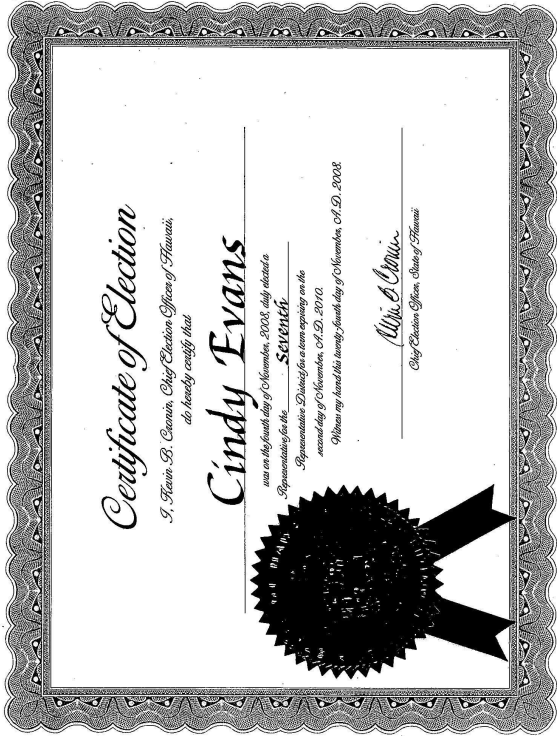 Certificate of Election
I, Kevin B. Cronin, Chief Election Officer of Hawaii,
do hereby certify that
Cindy Evans
was on the fourth day of November, 2008, duly elected a
Representative for the Seventh
Representative District for a term expiring on the
second day of November, A.D. 2010.
Witness my hand this twenty-fourth day of November, A.D. 2008.
Kevin B Cronin
Chief Election Officer, State of Hawaii